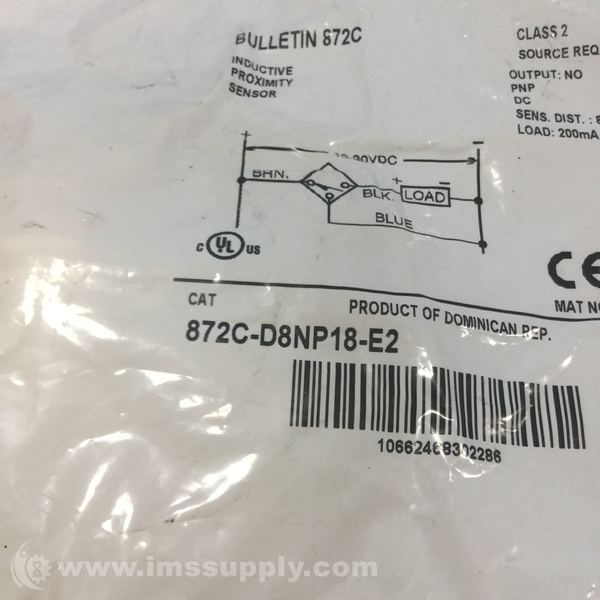 BULLETIN 872C
INDUCTIVE
PROXIMITY
SENSOR
CLASS 2
SOURCE REQ
OUTPUT: NO
PNP
DC
SENS. DIST. : 8
LOAD: 200mA
+
-
30VDC
BRN.
+
-
BLK.
LOAD
BLUE
C UL US
CE
CAT
PRODUCT OF DOMINICAN REP.
MAT NO
872C-D8NP18-E2
10662468302286
www.imssupply.com